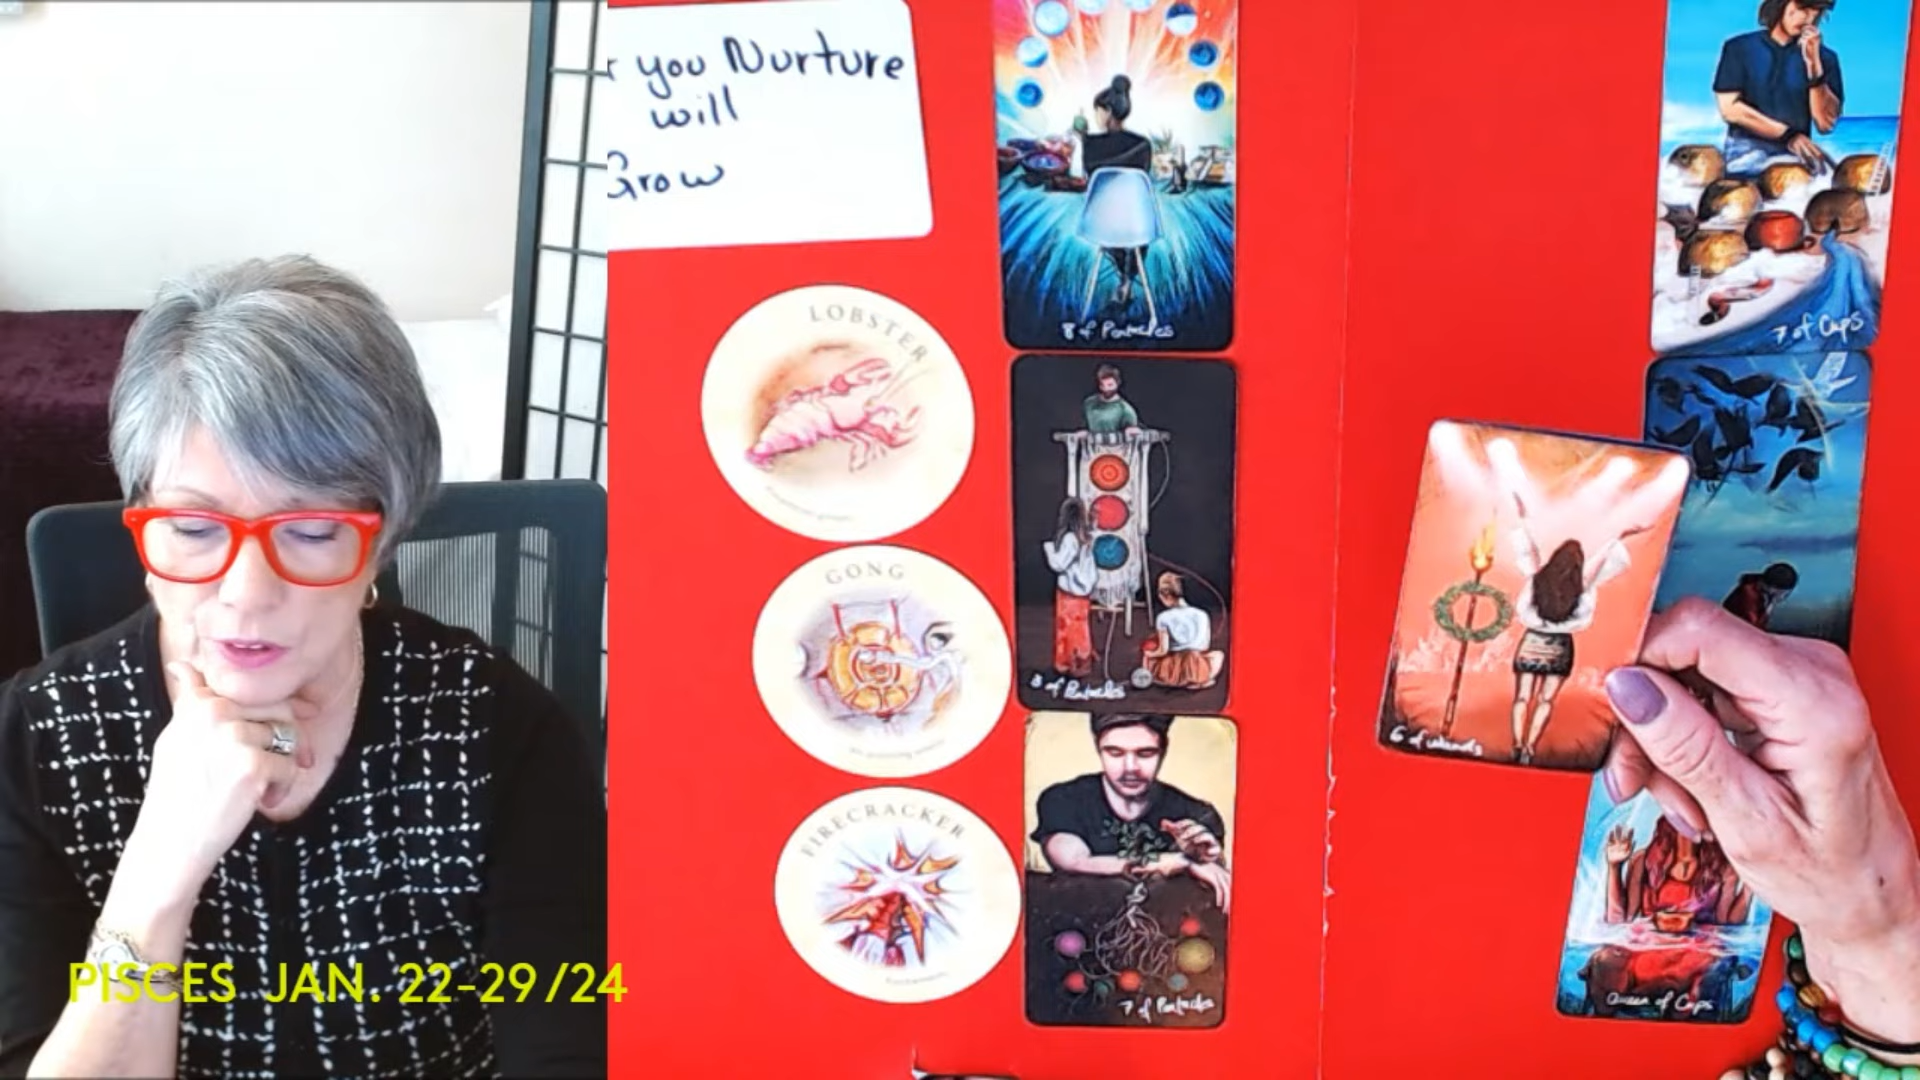 r you Nurture
will
Grow
8 of Pentacles
7 of Cups
LOBSTER
3 of Pentacles
6 of wands
GONG
FIRECRACKER
7 of Pentacles
Queen of Cups
PISCES JAN. 22-29/24